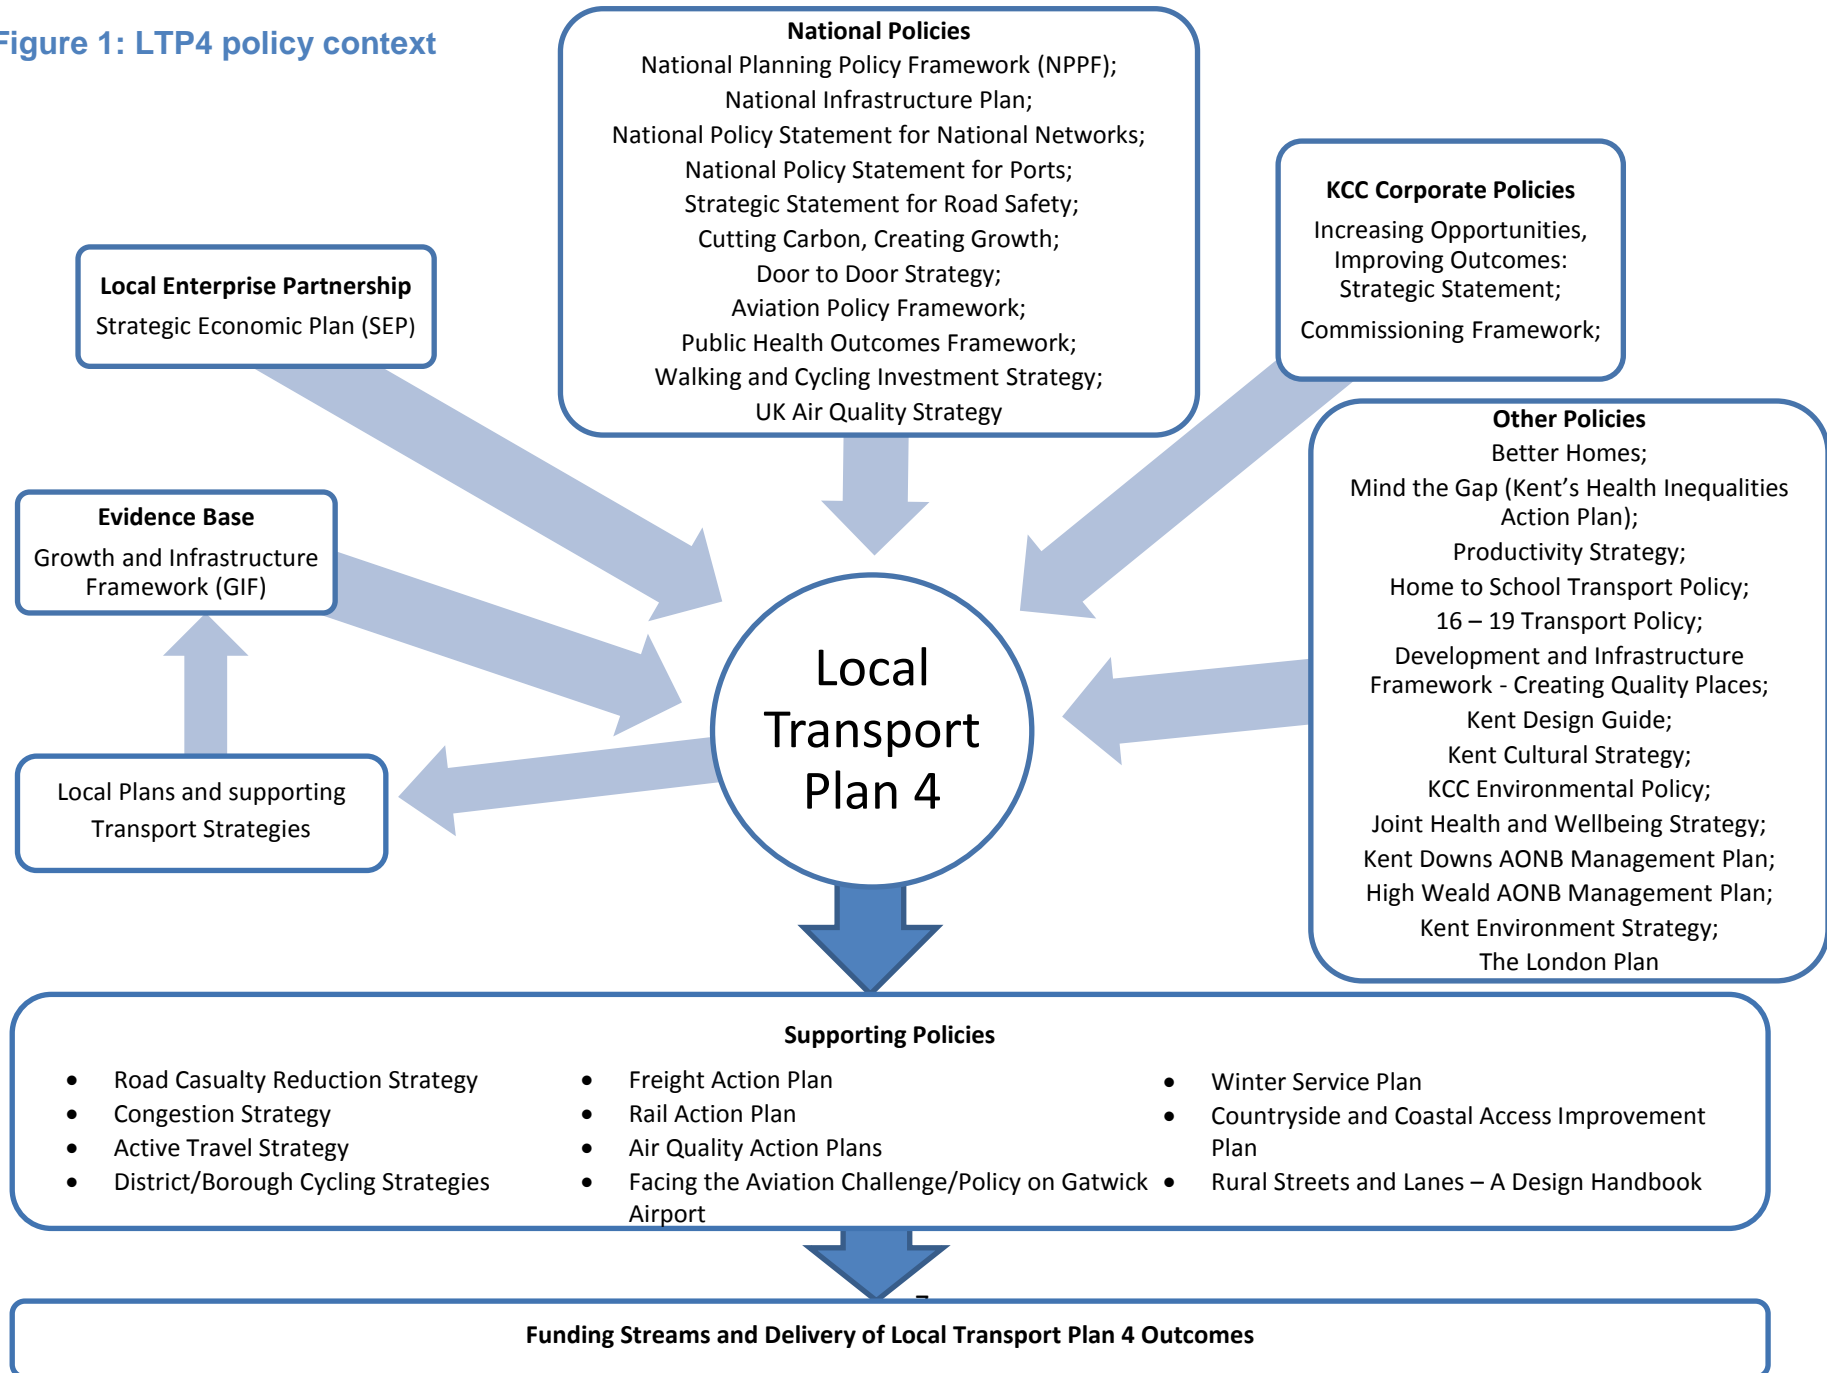 Figure 1: LTP4 policy context
National Policies
National Planning Policy Framework (NPPF);
National Infrastructure Plan;
National Policy Statement for National Networks;
National Policy Statement for Ports;
Strategic Statement for Road Safety;
Cutting Carbon, Creating Growth;
Door to Door Strategy;
Aviation Policy Framework;
Public Health Outcomes Framework;
Walking and Cycling Investment Strategy;
UK Air Quality Strategy
KCC Corporate Policies
Increasing Opportunities,
Improving Outcomes:
Strategic Statement;
Commissioning Framework;
Local Enterprise Partnership
Strategic Economic Plan (SEP)
Other Policies
Better Homes;
Mind the Gap (Kent’s Health Inequalities
Action Plan);
Productivity Strategy;
Home to School Transport Policy;
16 – 19 Transport Policy;
Development and Infrastructure
Framework - Creating Quality Places;
Kent Design Guide;
Kent Cultural Strategy;
KCC Environmental Policy;
Joint Health and Wellbeing Strategy;
Kent Downs AONB Management Plan;
High Weald AONB Management Plan;
Kent Environment Strategy;
The London Plan
Evidence Base
Growth and Infrastructure
Framework (GIF)
Local
Transport
Plan 4
Local Plans and supporting
Transport Strategies
Supporting Policies
• Road Casualty Reduction Strategy
• Congestion Strategy
• Active Travel Strategy
• District/Borough Cycling Strategies
• Freight Action Plan
• Rail Action Plan
• Air Quality Action Plans
• Facing the Aviation Challenge/Policy on Gatwick
Airport
• Winter Service Plan
• Countryside and Coastal Access Improvement
Plan
• Rural Streets and Lanes – A Design Handbook
Funding Streams and Delivery of Local Transport Plan 4 Outcomes